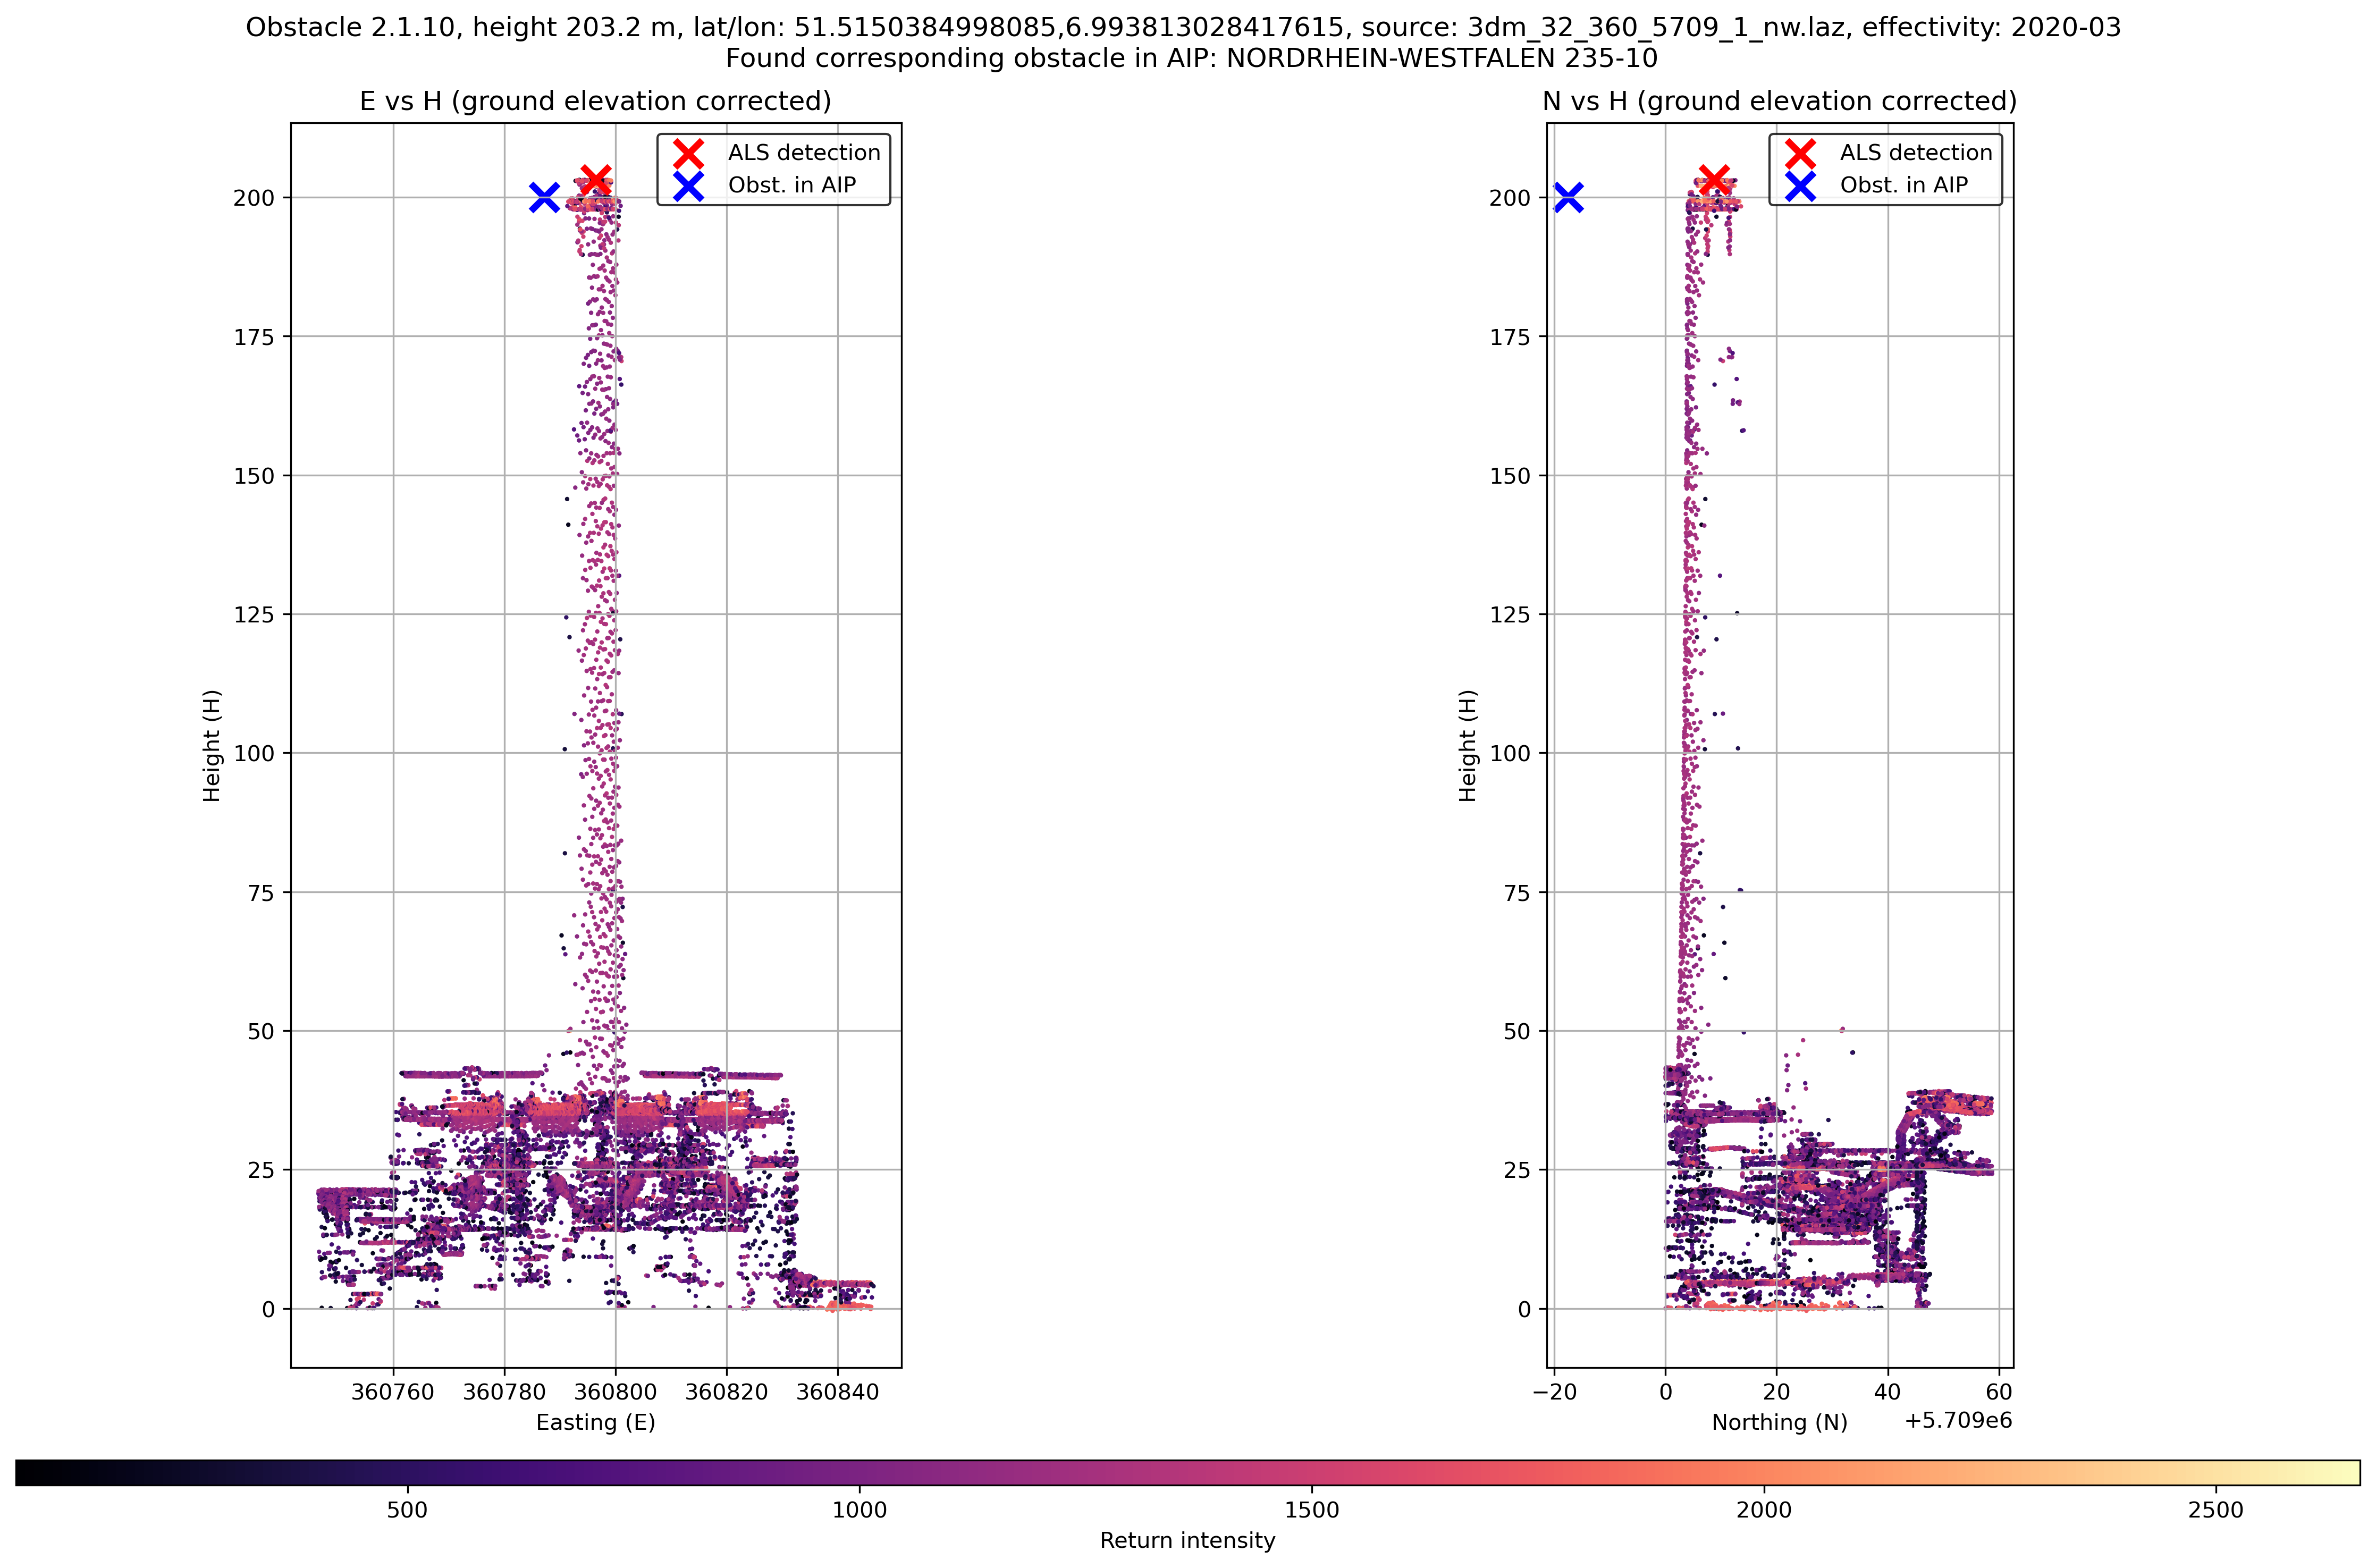 Obstacle 2.1.10, height 203.2 m, lat/lon: 51.5150384998085,6.993813028417615, source: 3dm_32_360_5709_1_nw.laz, effectivity: 2020-03
Found corresponding obstacle in AIP: NORDRHEIN-WESTFALEN 235-10
E vs H (ground elevation corrected)
ALS detection
Obst. in AIP
200
175
150
125
100
75
50
25
0
Height (H)
360760 360780 360800 360820 360840
Easting (E)
N vs H (ground elevation corrected)
ALS detection
Obst. in AIP
200
175
150
125
100
75
50
25
0
Height (H)
−20 0 20 40 60
Northing (N) +5.709e6
500 1000 1500 2000 2500
Return intensity